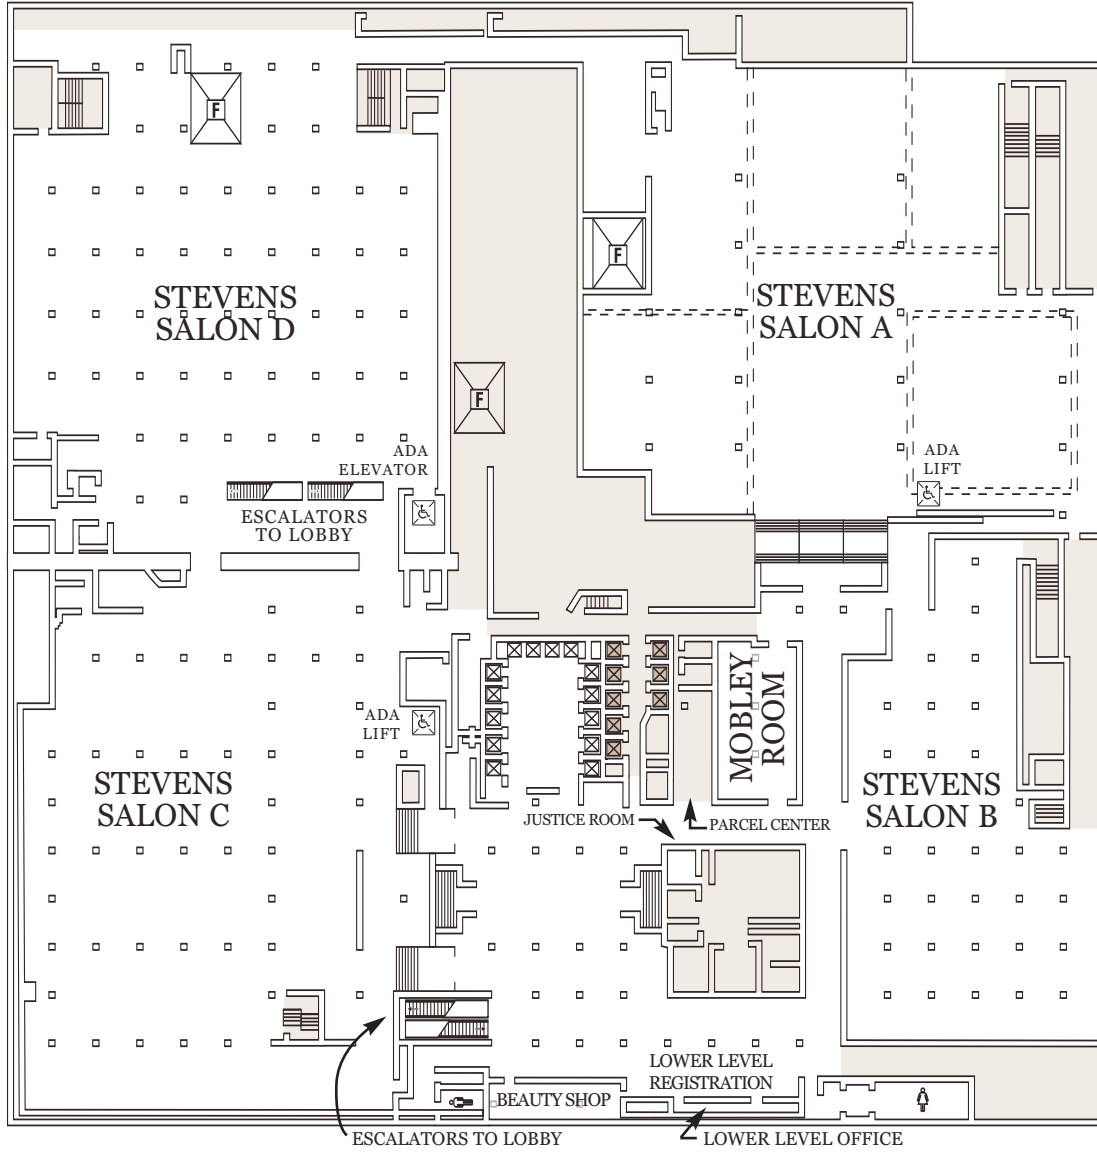 F
F
STEVENS
SALON D
STEVENS
SALON A
F
ADA
ELEVATOR
ADA
LIFT
ESCALATORS
TO LOBBY
MOBLEY
ROOM
ADA
LIFT
STEVENS
SALON C
STEVENS
SALON B
JUSTICE ROOM
PARCEL CENTER
LOWER LEVEL
REGISTRATION
BEAUTY SHOP
ESCALATORS TO LOBBY
LOWER LEVEL OFFICE